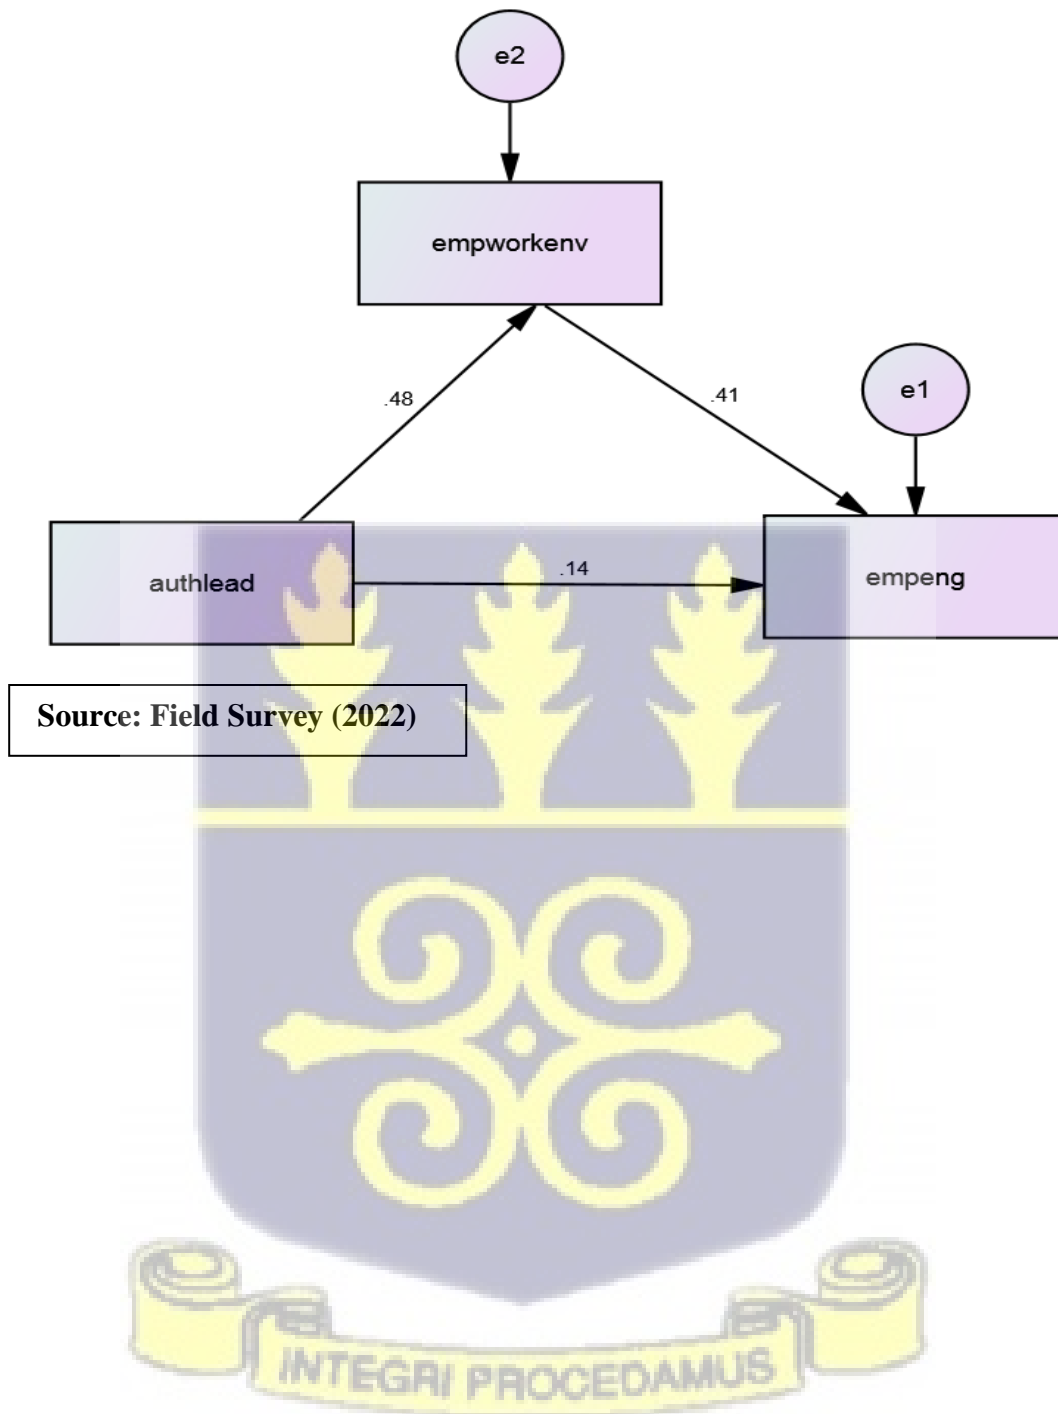 e2
empworkenv
e1
.48
.41
authlead
.14
empeng
Source: Field Survey (2022)
INTEGRI PROCEDAMUS